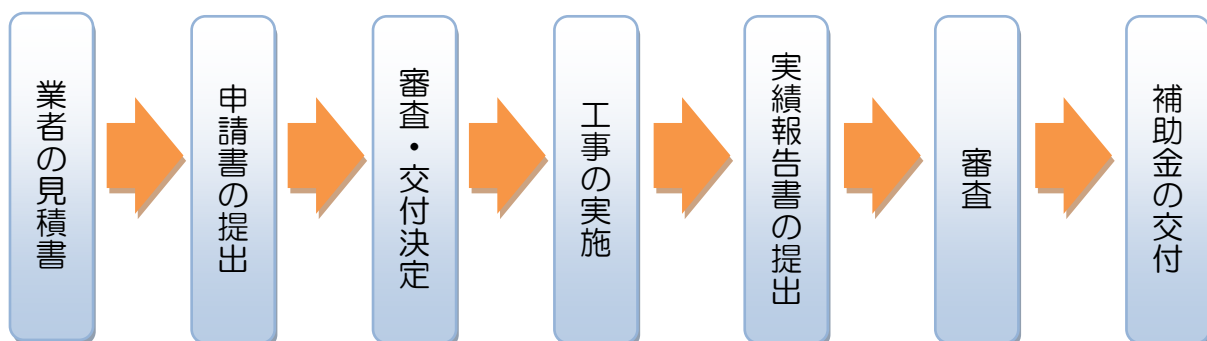 業者の見積書
申請書の提出
審査・交付決定
工事の実施
実績報告書の提出
審査
補助金の交付